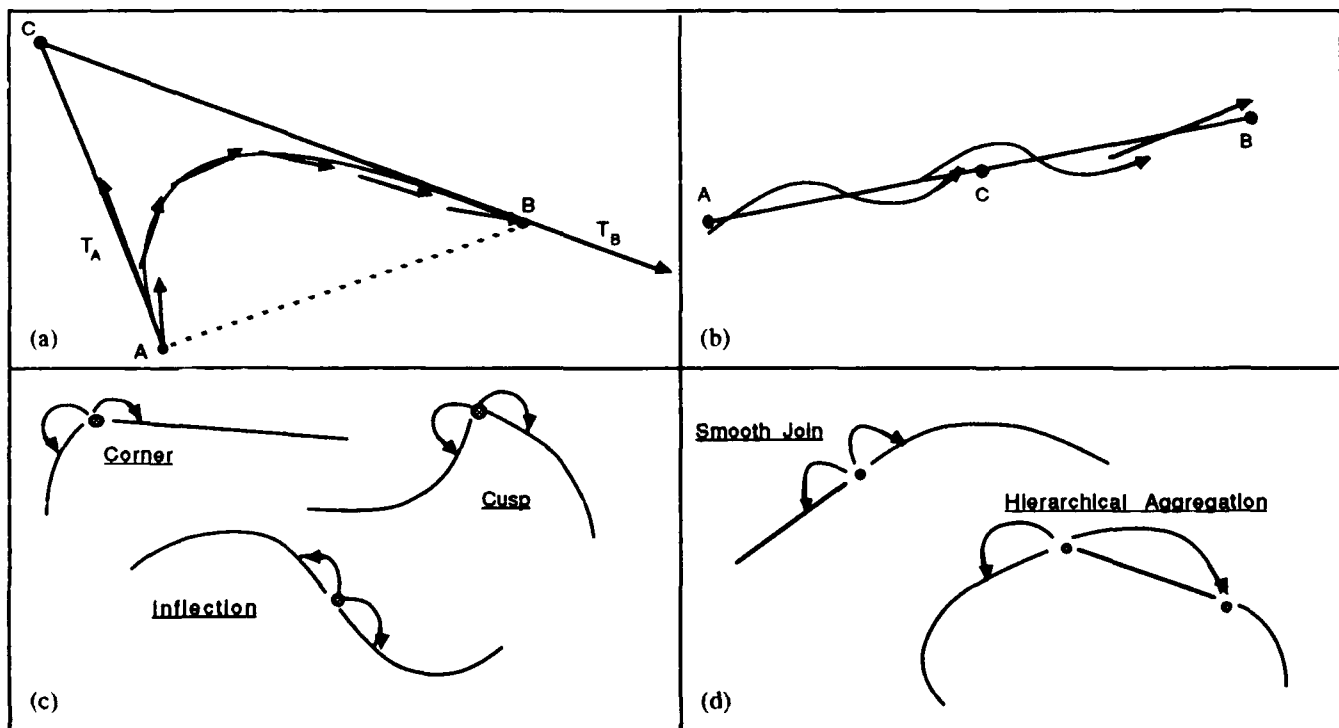 C
T_A
B
T_B
A
(a)
A
C
B
(b)
Corner
Cusp
Inflection
(c)
Smooth Join
Hierarchical Aggregation
(d)